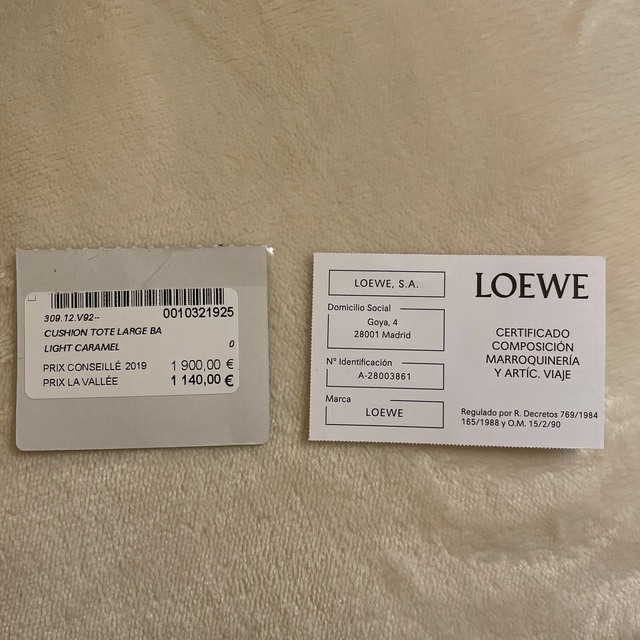 309.12.V92-- 0010321925
CUSHION TOTE LARGE BA
LIGHT CARAMEL 0
PRIX CONSEILLÉ 2019 1 900,00 €
PRIX LA VALLÉE 1 140,00 €
LOEWE, S.A.
Domicilio Social
Goya, 4
28001 Madrid
Nº Identificación
A-28003861
Marca
LOEWE
LOEWE
CERTIFICADO
COMPOSICIÓN
MARROQUINERÍA
Y ARTÍC. VIAJE
Regulado por R. Decretos 769/1984
165/1988 y O.M. 15/2/90